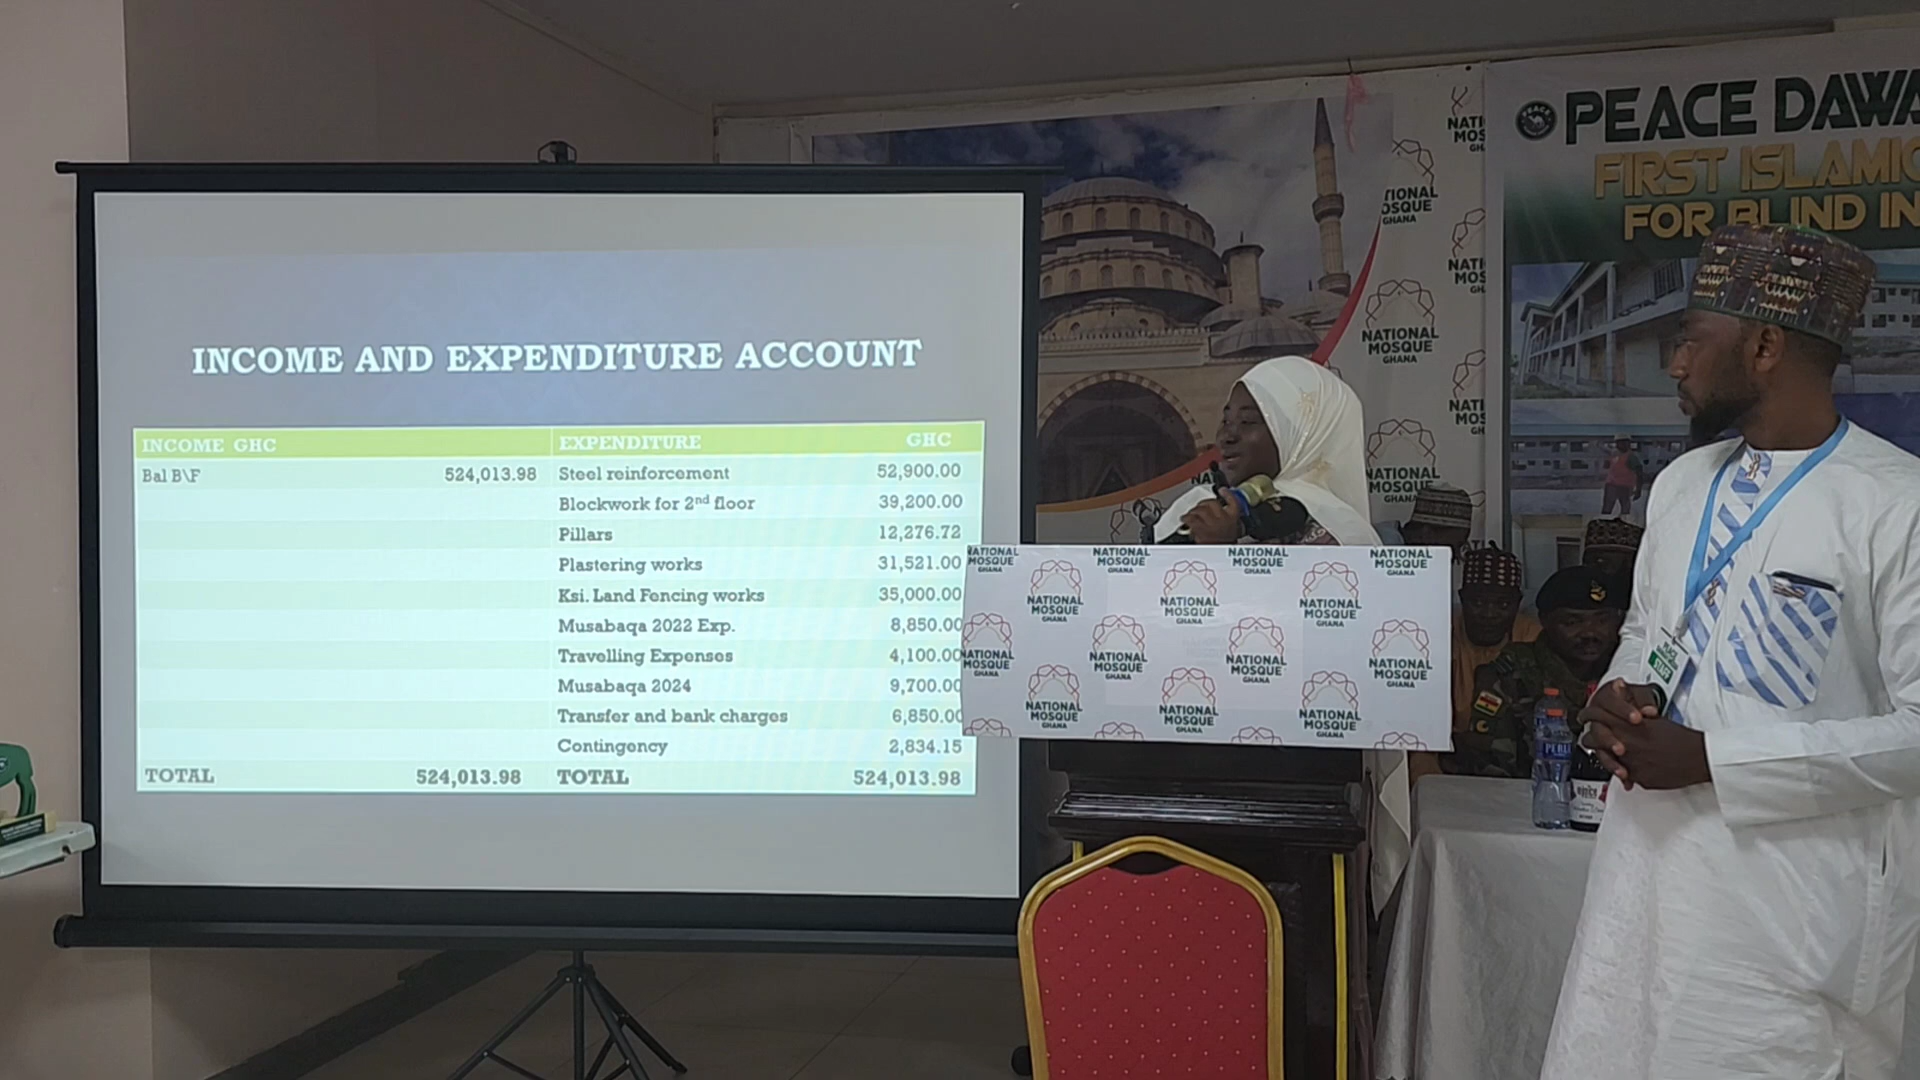 INCOME AND EXPENDITURE ACCOUNT
INCOME GHC EXPENDITURE GHC
Bal B\F 524,013.98 Steel reinforcement 52,900.00
Blockwork for 2nd floor 39,200.00
Pillars 12,276.72
Plastering works 31,521.00
Ksi. Land Fencing works 35,000.00
Musabaqa 2022 Exp. 8,850.00
Travelling Expenses 4,100.00
Musabaqa 2024 9,700.00
Transfer and bank charges 6,850.00
Contingency 2,834.15
TOTAL 524,013.98 TOTAL 524,013.98
PEACE DAWA
FIRST ISLAMIC
FOR BLIND IN
NATIONAL
MOSQUE
GHANA
NATIONAL
MOSQUE
GHANA
NATIONAL
MOSQUE
GHANA
NATIONAL
MOSQUE
GHANA
NATIONAL
MOSQUE
GHANA
NATIONAL
MOSQUE
GHANA
NATIONAL
MOSQUE
GHANA
NATIONAL
MOSQUE
GHANA
NATIONAL
MOSQUE
GHANA
NATIONAL
MOSQUE
GHANA
NATIONAL
MOSQUE
GHANA
NATIONAL
MOSQUE
GHANA
NATIONAL
MOSQUE
GHANA
NATIONAL
MOSQUE
GHANA
NATIONAL
MOSQUE
GHANA
NATIONAL
MOSQUE
GHANA
STAFF